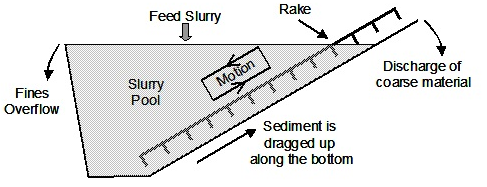 Feed Slurry
Rake
Fines
Overflow
Slurry
Pool
Motion
Discharge of
coarse material
Sediment is
dragged up
along the bottom